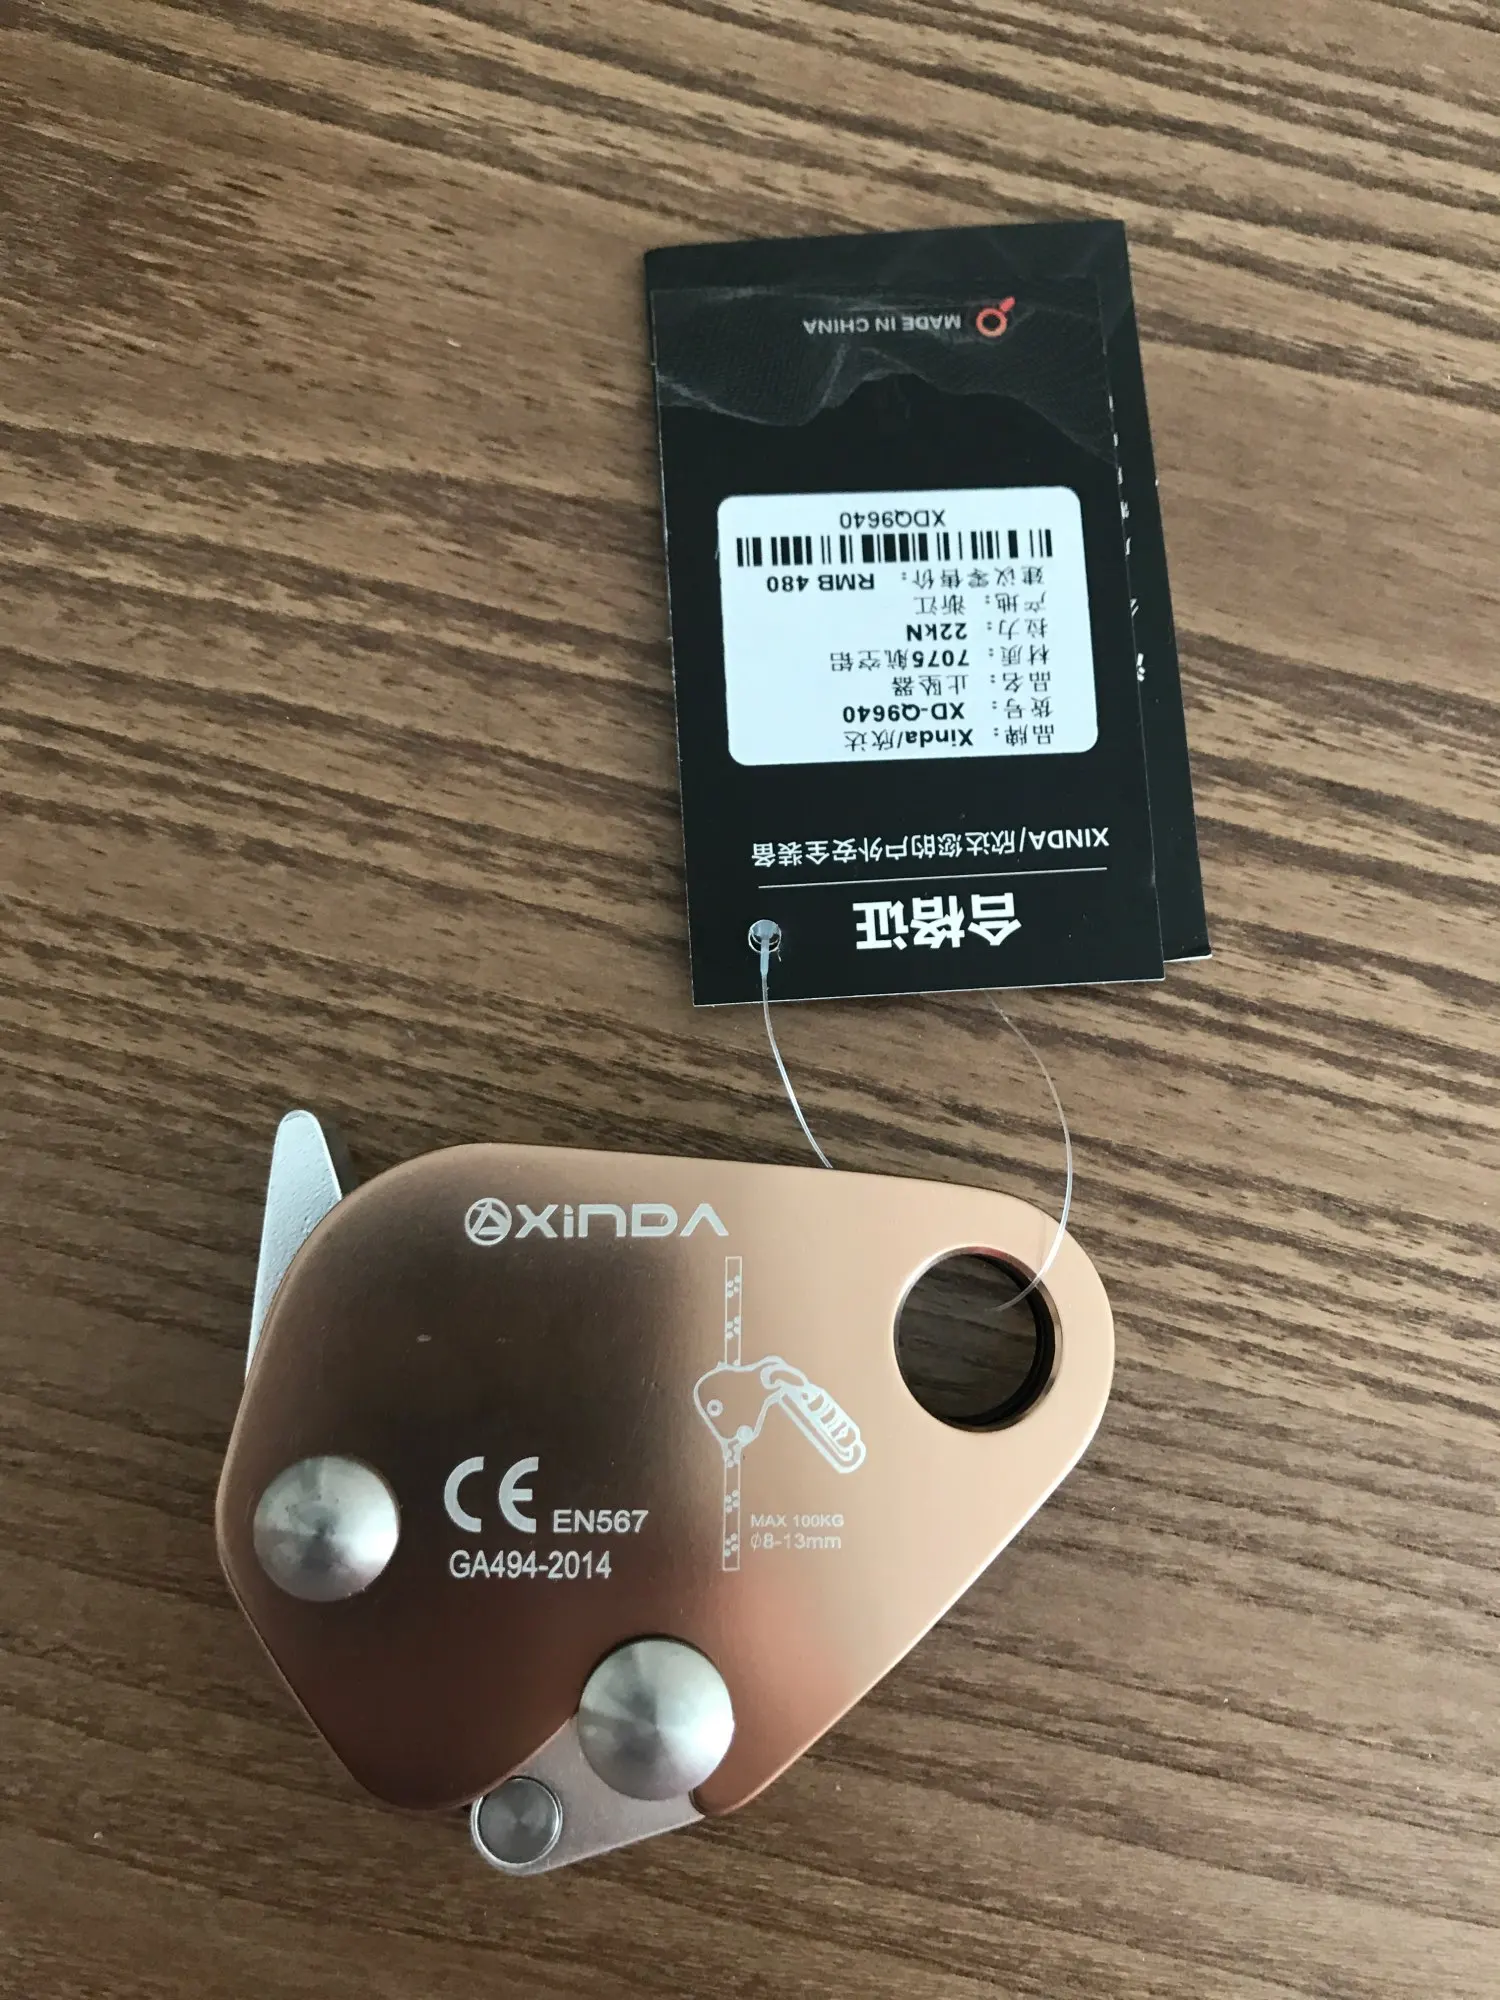 合格证
XINDA/欣达您的户外安全装备
品牌: Xinda/欣达
货号: XD-Q9640
品名: 止坠器
材质: 7075航空铝
拉力: 22kN
产地: 浙江
建议零售价: RMB 480
XDQ9640
MADE IN CHINA
XINDA
CE EN567
GA494-2014
MAX 100KG
φ8-13mm